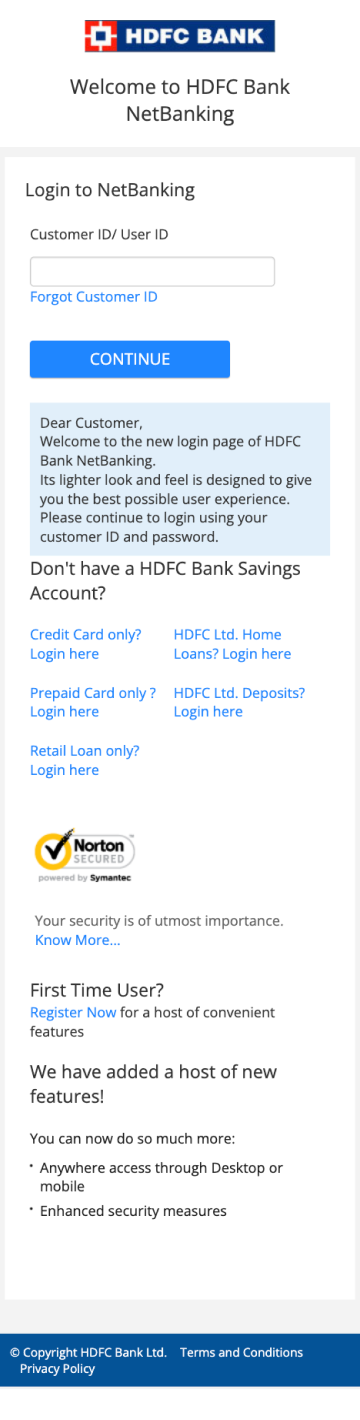 HDFC BANK
Welcome to HDFC Bank
NetBanking
Login to NetBanking
Customer ID/ User ID
Forgot Customer ID
CONTINUE
Dear Customer,
Welcome to the new login page of HDFC
Bank NetBanking.
Its lighter look and feel is designed to give
you the best possible user experience.
Please continue to login using your
customer ID and password.
Don't have a HDFC Bank Savings
Account?
Credit Card only?
Login here
HDFC Ltd. Home
Loans? Login here
Prepaid Card only ?
Login here
HDFC Ltd. Deposits?
Login here
Retail Loan only?
Login here
Norton
SECURED
powered by Symantec
Your security is of utmost importance.
Know More...
First Time User?
Register Now for a host of convenient
features
We have added a host of new
features!
You can now do so much more:
· Anywhere access through Desktop or
mobile
· Enhanced security measures
© Copyright HDFC Bank Ltd. Terms and Conditions
Privacy Policy